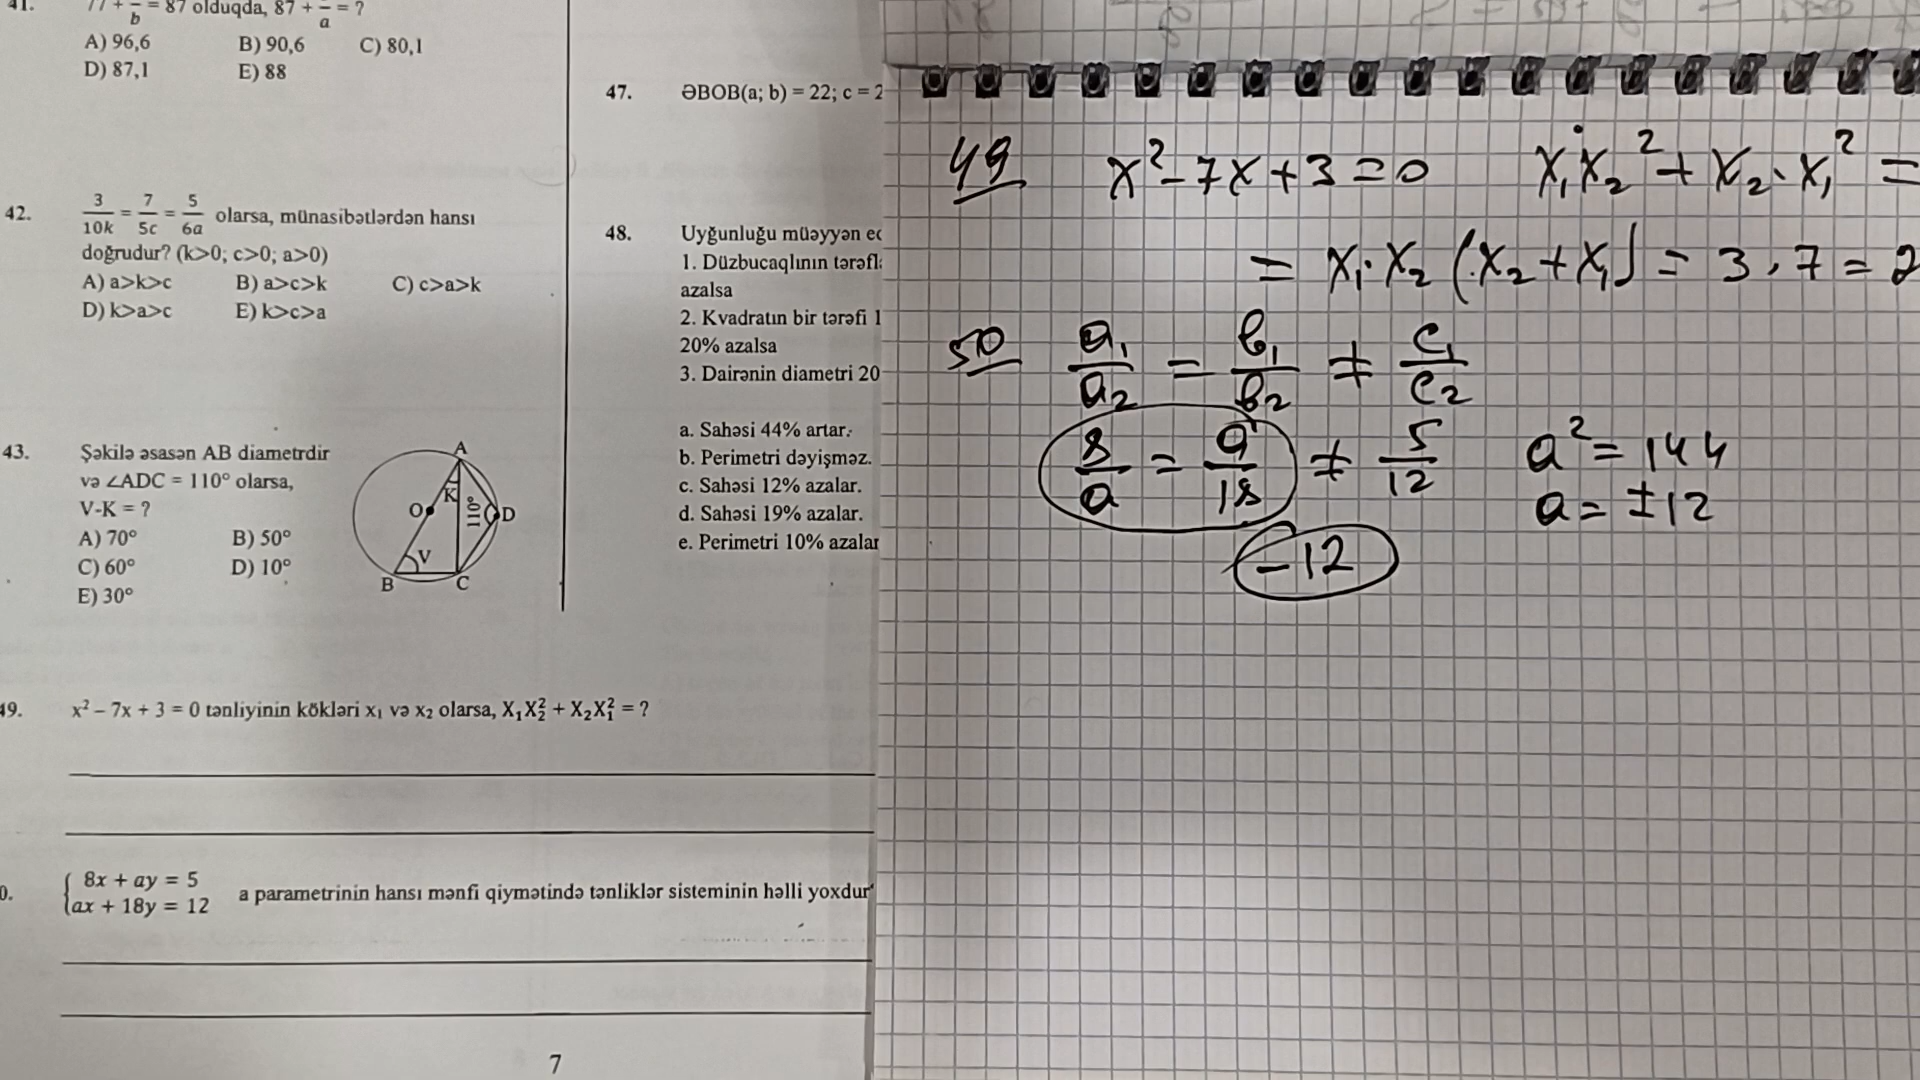 41. 77 + — = 87 olduqda, 87 + — = ?
b a
A) 96,6 B) 90,6 C) 80,1
D) 87,1 E) 88
42. 3/10k = 7/5c = 5/6a olarsa, münasibətlərdən hansı
doğrudur? (k>0; c>0; a>0)
A) a>k>c B) a>c>k C) c>a>k
D) k>a>c E) k>c>a
43. Şəkilə əsasən AB diametrdir
və ∠ADC = 110° olarsa,
V-K = ?
A) 70° B) 50°
C) 60° D) 10°
E) 30°
A
K
O
110°
D
V
B C
47. ƏBOB(a; b) = 22; c = 2
48. Uyğunluğu müəyyən ed
1. Düzbucaqlının tərəflə
azalsa
2. Kvadratın bir tərəfi 1
20% azalsa
3. Dairənin diametri 20
a. Sahəsi 44% artar.
b. Perimetri dəyişməz.
c. Sahəsi 12% azalar.
d. Sahəsi 19% azalar.
e. Perimetri 10% azalar
49. x² – 7x + 3 = 0 tənliyinin kökləri x₁ və x₂ olarsa, X₁X₂² + X₂X₁² = ?
0. { 8x + ay = 5
ax + 18y = 12 a parametrinin hansı mənfi qiymətində tənliklər sisteminin həlli yoxdur
7
49 x² - 7x + 3 = 0 x₁x₂² + x₂·x₁² =
= x₁·x₂ (x₂ + x₁) = 3 · 7 = 2
50 a₁/a₂ = b₁/b₂ ≠ c₁/c₂
8/a = a/18 ≠ 5/12 a² = 144
a = ±12
-12